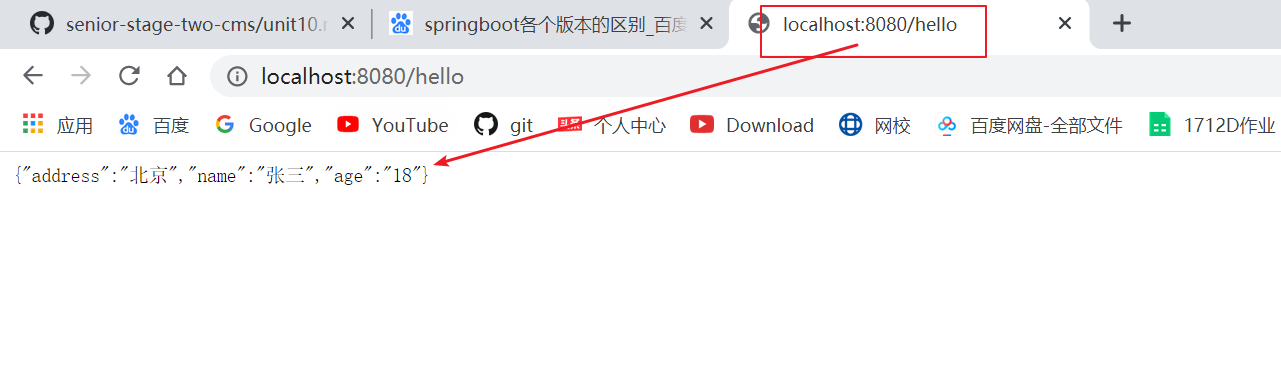 senior-stage-two-cms/unit10.r springboot各个版本的区别_百度 localhost:8080/hello
localhost:8080/hello
应用 百度 Google YouTube git 个人中心 Download 网校 百度网盘-全部文件 1712D作业
{"address":"北京","name":"张三","age":"18"}